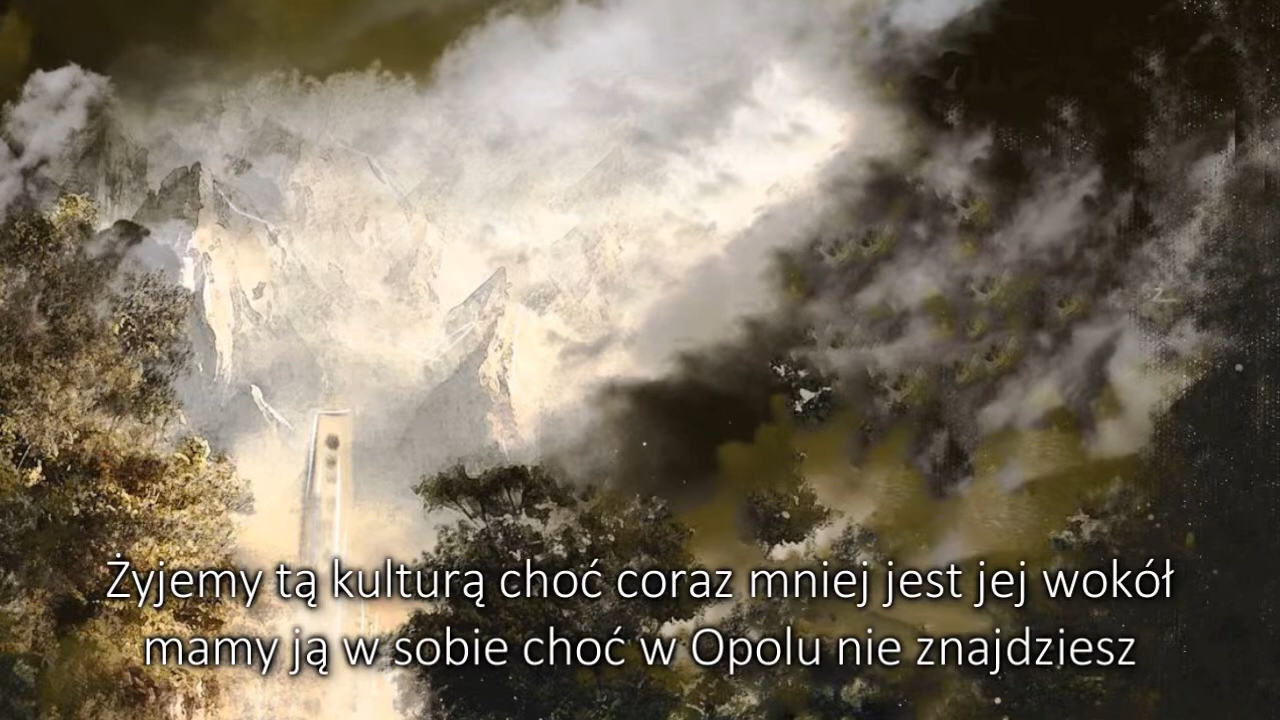 Żyjemy tą kulturą choć coraz mniej jest jej wokół
mamy ją w sobie choć w Opolu nie znajdziesz